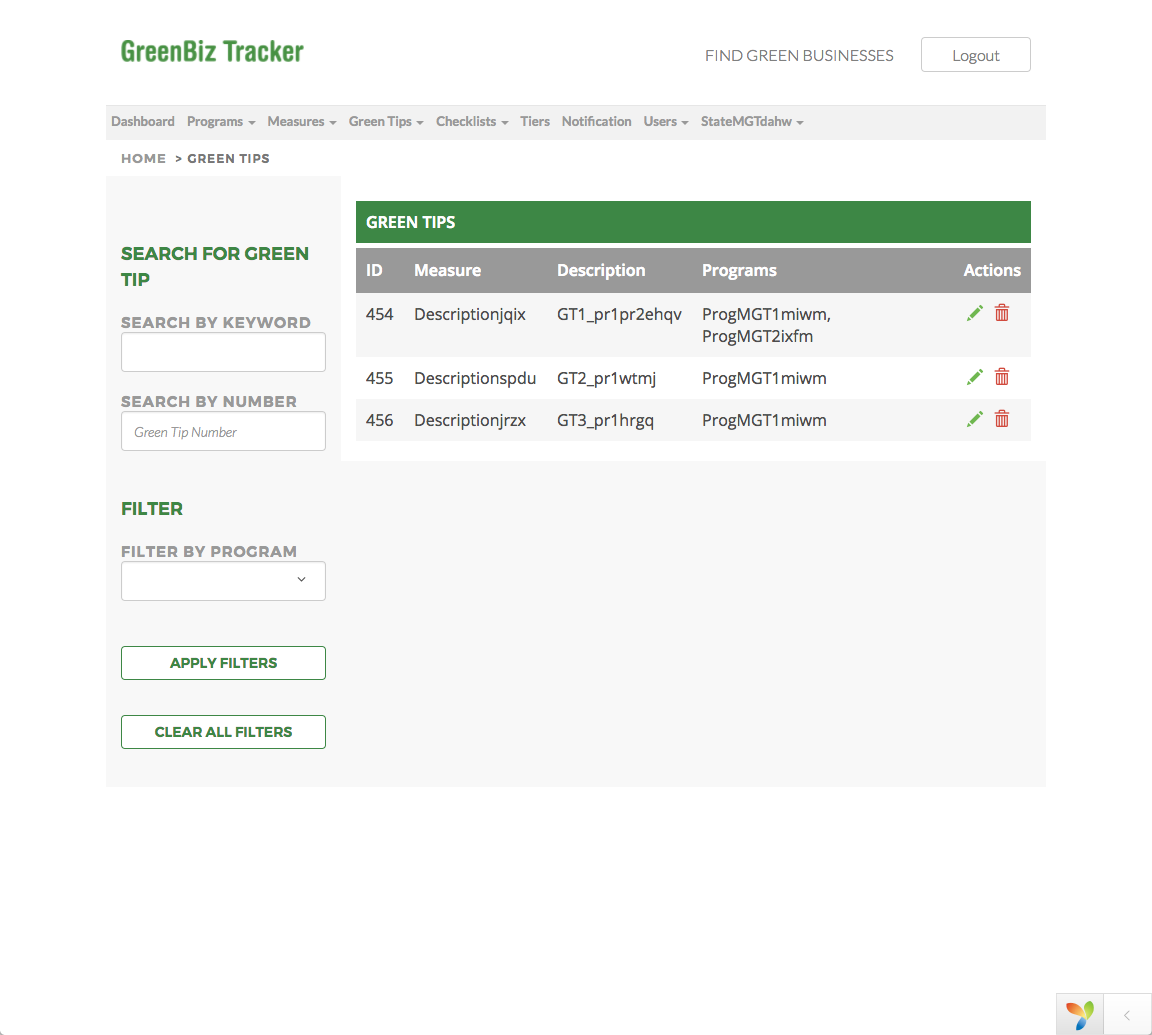 GreenBiz Tracker
FIND GREEN BUSINESSES
Logout
Dashboard Programs Measures Green Tips Checklists Tiers Notification Users StateMGTdahw
HOME > GREEN TIPS
SEARCH FOR GREEN
TIP
SEARCH BY KEYWORD
SEARCH BY NUMBER
Green Tip Number
FILTER
FILTER BY PROGRAM
APPLY FILTERS
CLEAR ALL FILTERS
GREEN TIPS
ID Measure Description Programs Actions
454 Descriptionjqix GT1_pr1pr2ehqv ProgMGT1miwm,
ProgMGT2ixfm
455 Descriptionspdu GT2_pr1wtmj ProgMGT1miwm
456 Descriptionjrzx GT3_pr1hrgq ProgMGT1miwm